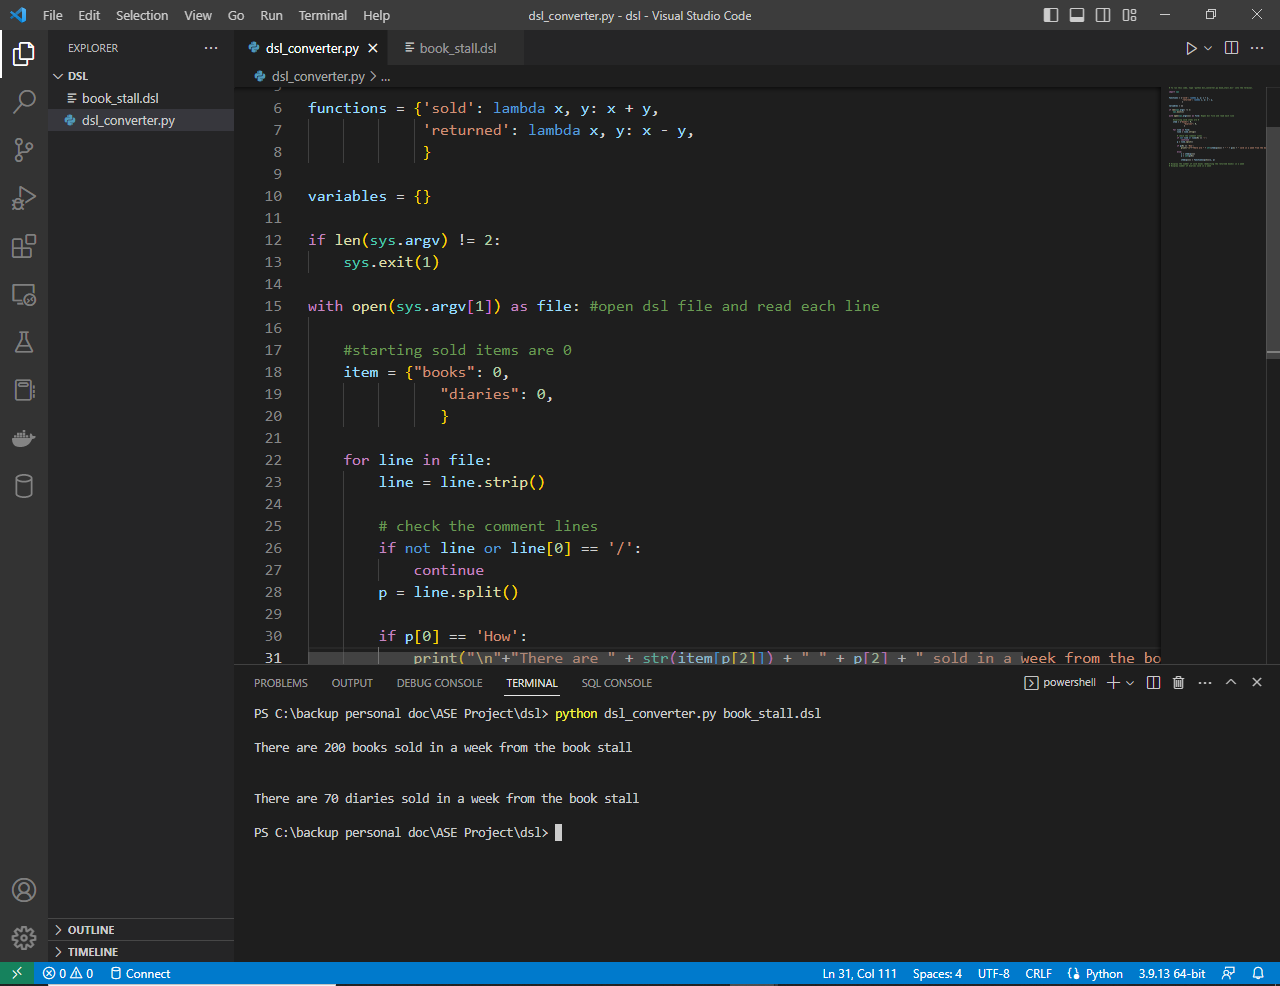 File Edit Selection View Go Run Terminal Help dsl_converter.py - dsl - Visual Studio Code
EXPLORER
DSL
book_stall.dsl
dsl_converter.py
OUTLINE
TIMELINE
dsl_converter.py book_stall.dsl
dsl_converter.py > ...
6 functions = {'sold': lambda x, y: x + y,
7 'returned': lambda x, y: x - y,
8 }
9
10 variables = {}
11
12 if len(sys.argv) != 2:
13 sys.exit(1)
14
15 with open(sys.argv[1]) as file: #open dsl file and read each line
16
17 #starting sold items are 0
18 item = {"books": 0,
19 "diaries": 0,
20 }
21
22 for line in file:
23 line = line.strip()
24
25 # check the comment lines
26 if not line or line[0] == '/':
27 continue
28 p = line.split()
29
30 if p[0] == 'How':
31 print("\n"+"There are " + str(item[p[2]]) + " " + p[2] + " sold in a week from the bo
PROBLEMS OUTPUT DEBUG CONSOLE TERMINAL SQL CONSOLE powershell
PS C:\backup personal doc\ASE Project\dsl> python dsl_converter.py book_stall.dsl
There are 200 books sold in a week from the book stall
There are 70 diaries sold in a week from the book stall
PS C:\backup personal doc\ASE Project\dsl>
0 0 Connect Ln 31, Col 111 Spaces: 4 UTF-8 CRLF Python 3.9.13 64-bit